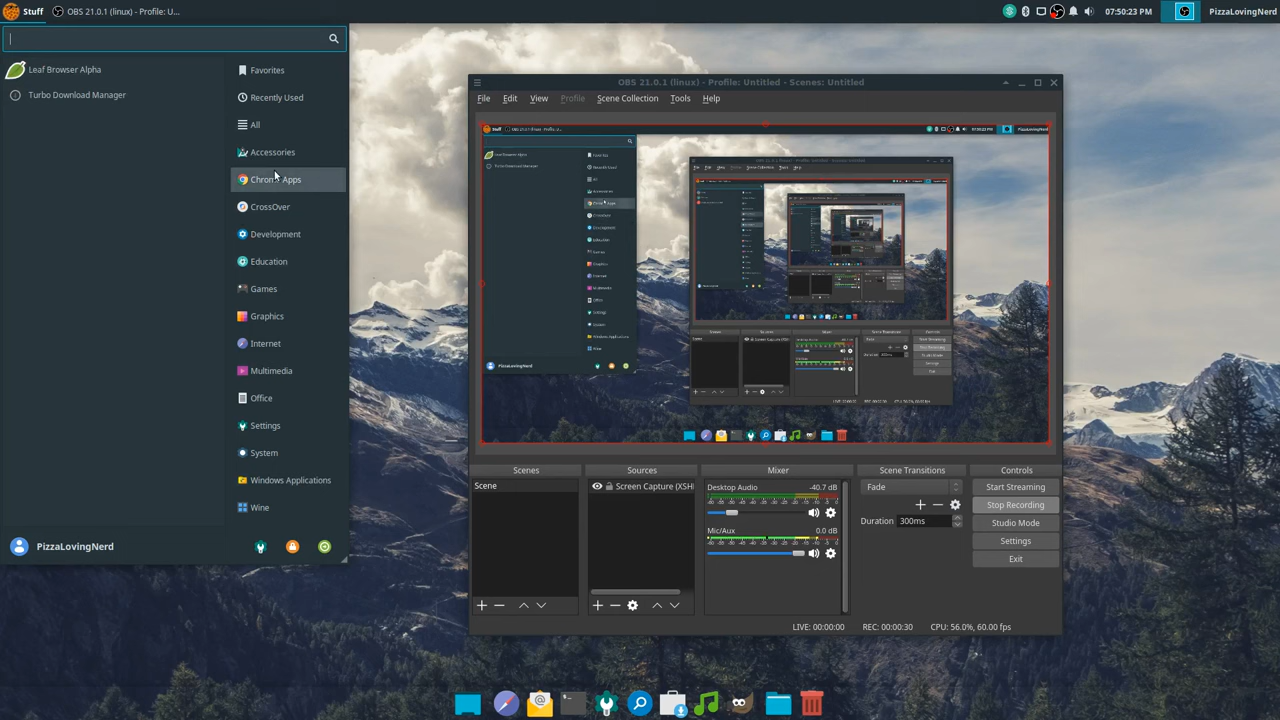 Stuff
OBS 21.0.1 (linux) - Profile: U...
07:50:23 PM
PizzaLovingNerd
Leaf Browser Alpha
Turbo Download Manager
Favorites
Recently Used
All
Accessories
Chrome Apps
CrossOver
Development
Education
Games
Graphics
Internet
Multimedia
Office
Settings
System
Windows Applications
Wine
PizzaLovingNerd
OBS 21.0.1 (linux) - Profile: Untitled - Scenes: Untitled
File Edit View Profile Scene Collection Tools Help
Scenes
Scene
Sources
Screen Capture (XSH
Mixer
Desktop Audio -40.7 dB
Mic/Aux 0.0 dB
Scene Transitions
Fade
Duration 300ms
Controls
Start Streaming
Stop Recording
Studio Mode
Settings
Exit
LIVE: 00:00:00 REC: 00:00:30 CPU: 56.0%, 60.00 fps